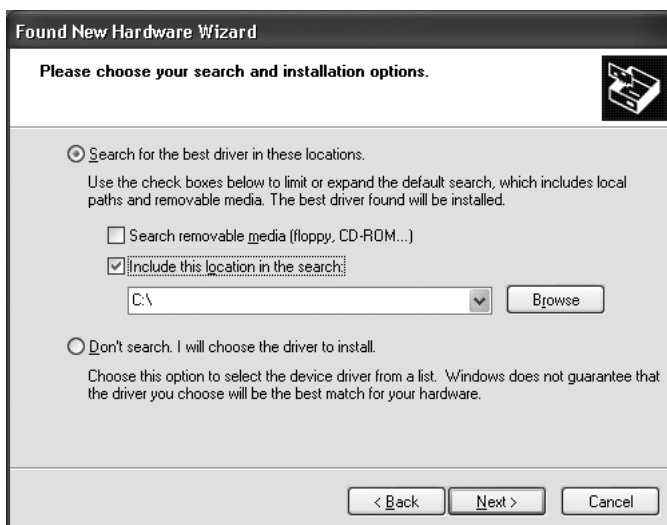 Found New Hardware Wizard
Please choose your search and installation options.
Search for the best driver in these locations.
Use the check boxes below to limit or expand the default search, which includes local
paths and removable media. The best driver found will be installed.
Search removable media (floppy, CD-ROM...)
Include this location in the search:
C:\
Browse
Don't search. I will choose the driver to install.
Choose this option to select the device driver from a list. Windows does not guarantee that
the driver you choose will be the best match for your hardware.
< Back
Next >
Cancel